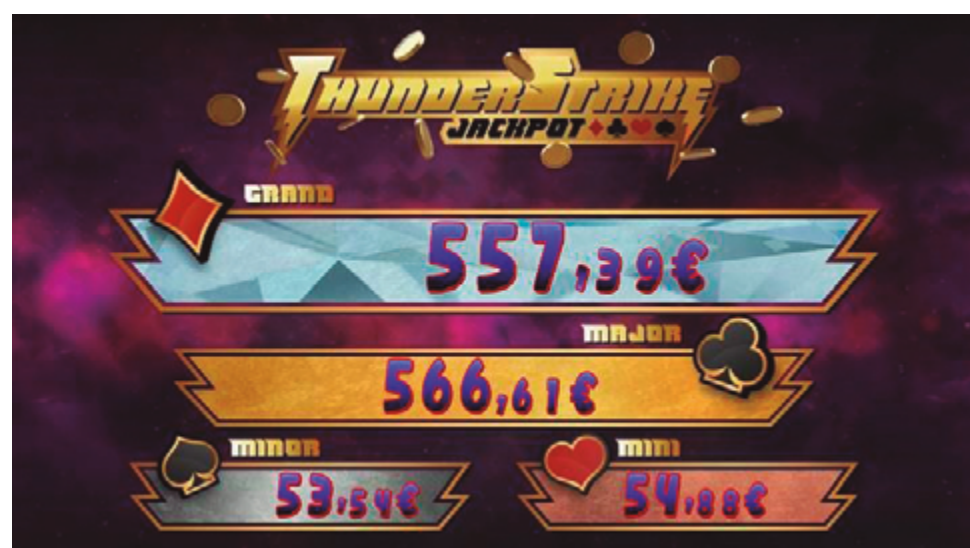 THUNDERSTRIKE
JACKPOT
GRAND
557,39€
MAJOR
566,61€
MINOR
53,54€
MINI
54,88€